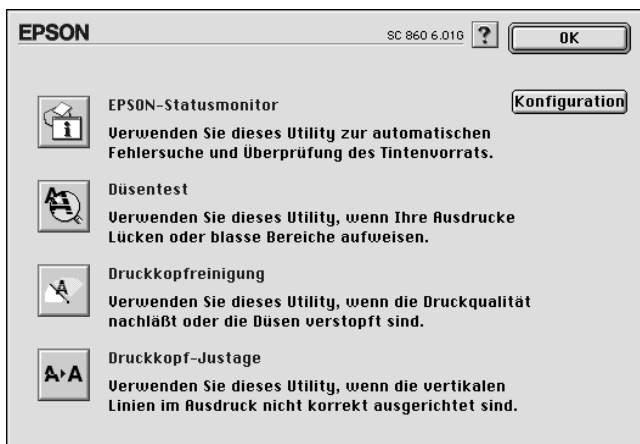 EPSON
SC 860 6.01G
?
OK
EPSON-Statusmonitor
Konfiguration
Verwenden Sie dieses Utility zur automatischen
Fehlersuche und Überprüfung des Tintenvorrats.
Düsentest
Verwenden Sie dieses Utility, wenn Ihre Ausdrucke
Lücken oder blasse Bereiche aufweisen.
Druckkopfreinigung
Verwenden Sie dieses Utility, wenn die Druckqualität
nachläßt oder die Düsen verstopft sind.
Druckkopf-Justage
A▸A
Verwenden Sie dieses Utility, wenn die vertikalen
Linien im Ausdruck nicht korrekt ausgerichtet sind.